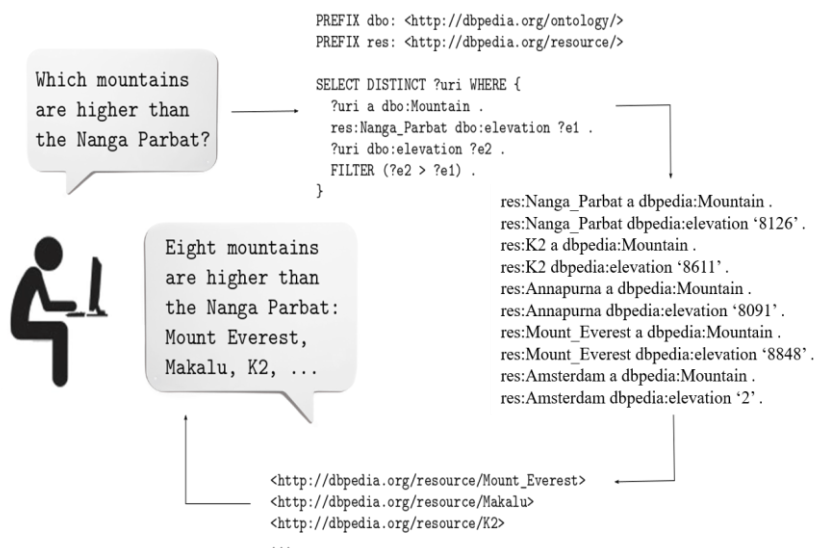 PREFIX dbo: <http://dbpedia.org/ontology/>
PREFIX res: <http://dbpedia.org/resource/>
Which mountains
are higher than
the Nanga Parbat?
SELECT DISTINCT ?uri WHERE {
?uri a dbo:Mountain .
res:Nanga_Parbat dbo:elevation ?e1 .
?uri dbo:elevation ?e2 .
FILTER (?e2 > ?e1) .
}
res:Nanga_Parbat a dbpedia:Mountain .
res:Nanga_Parbat dbpedia:elevation ‘8126’ .
res:K2 a dbpedia:Mountain .
res:K2 dbpedia:elevation ‘8611’ .
res:Annapurna a dbpedia:Mountain .
res:Annapurna dbpedia:elevation ‘8091’ .
res:Mount_Everest a dbpedia:Mountain .
res:Mount_Everest dbpedia:elevation ‘8848’ .
res:Amsterdam a dbpedia:Mountain .
res:Amsterdam dbpedia:elevation ‘2’ .
<http://dbpedia.org/resource/Mount_Everest>
<http://dbpedia.org/resource/Makalu>
<http://dbpedia.org/resource/K2>
...
Eight mountains
are higher than
the Nanga Parbat:
Mount Everest,
Makalu, K2, ...